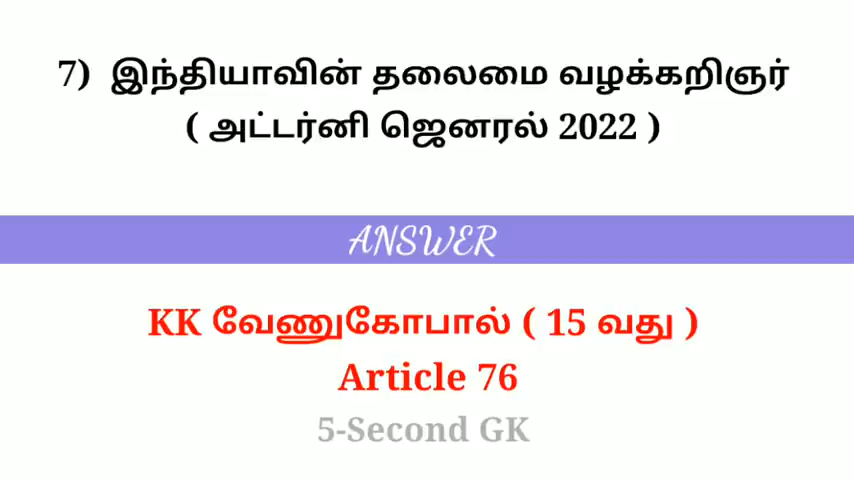 7) இந்தியாவின் தலைமை வழக்கறிஞர்
( அட்டர்னி ஜெனரல் 2022 )
ANSWER
KK வேணுகோபால் ( 15 வது )
Article 76
5-Second GK